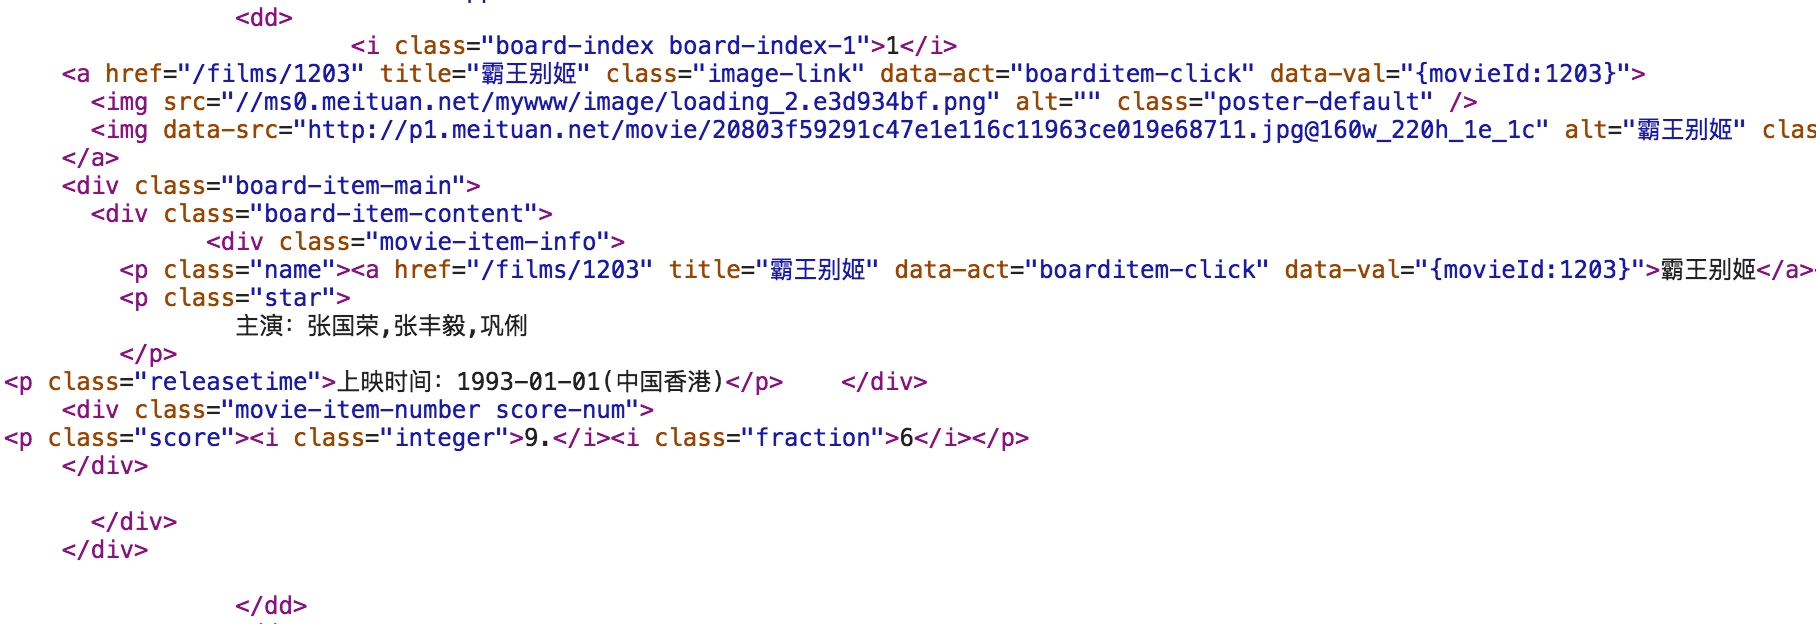 <dd>
<i class="board-index board-index-1">1</i>
<a href="/films/1203" title="霸王别姬" class="image-link" data-act="boarditem-click" data-val="{movieId:1203}">
<img src="//ms0.meituan.net/mywww/image/loading_2.e3d934bf.png" alt="" class="poster-default" />
<img data-src="http://p1.meituan.net/movie/20803f59291c47e1e116c11963ce019e68711.jpg@160w_220h_1e_1c" alt="霸王别姬" clas
</a>
<div class="board-item-main">
<div class="board-item-content">
<div class="movie-item-info">
<p class="name"><a href="/films/1203" title="霸王别姬" data-act="boarditem-click" data-val="{movieId:1203}">霸王别姬</a>
<p class="star">
主演：张国荣,张丰毅,巩俐
</p>
<p class="releasetime">上映时间：1993-01-01(中国香港)</p>    </div>
<div class="movie-item-number score-num">
<p class="score"><i class="integer">9.</i><i class="fraction">6</i></p>
</div>
</div>
</div>
</dd>